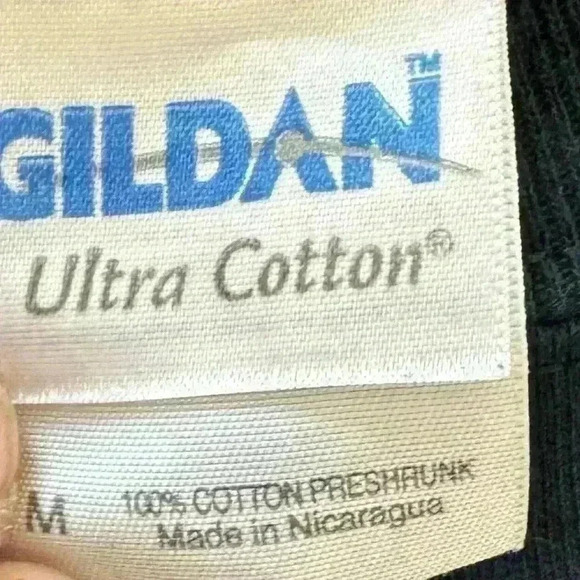 GILDAN™
Ultra Cotton®
M 100% COTTON PRESHRUNK
Made in Nicaragua